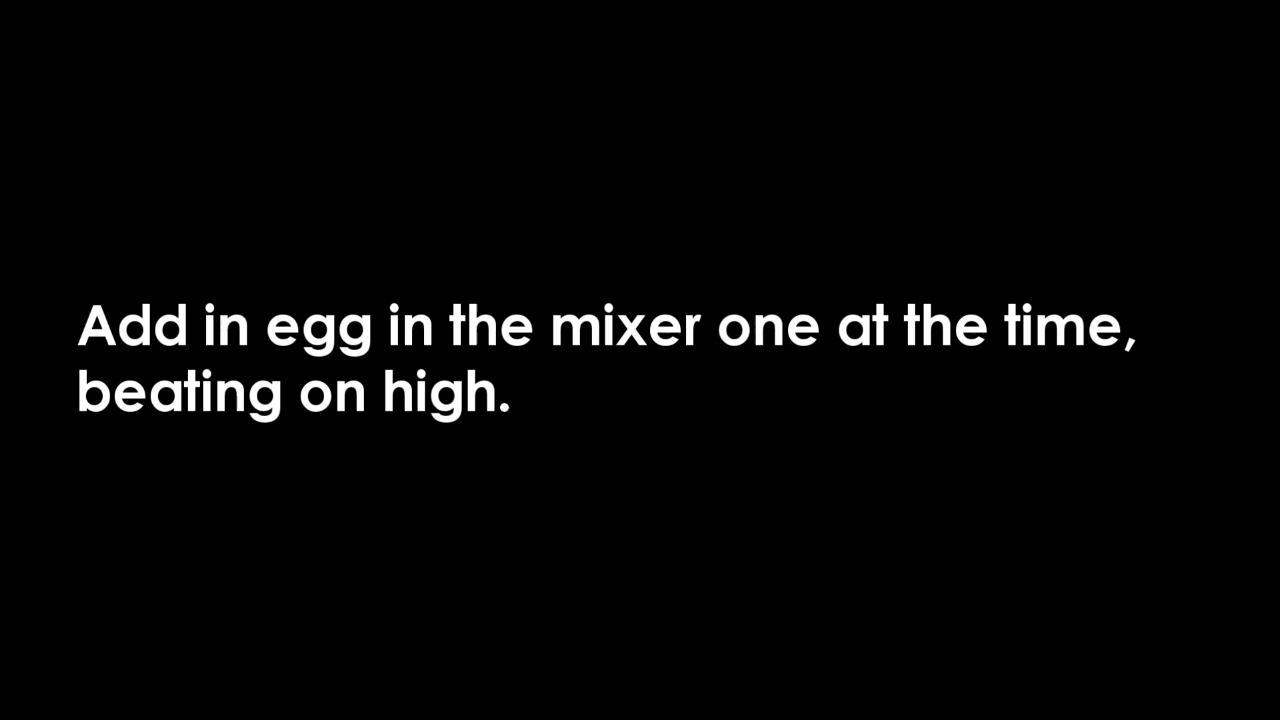 Add in egg in the mixer one at the time,
beating on high.